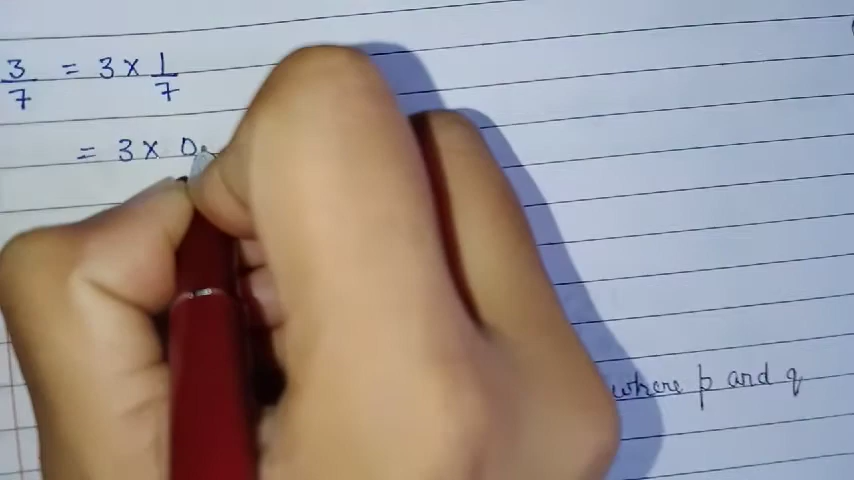 3/7 = 3 × 1/7
= 3 × 0.
where p and q